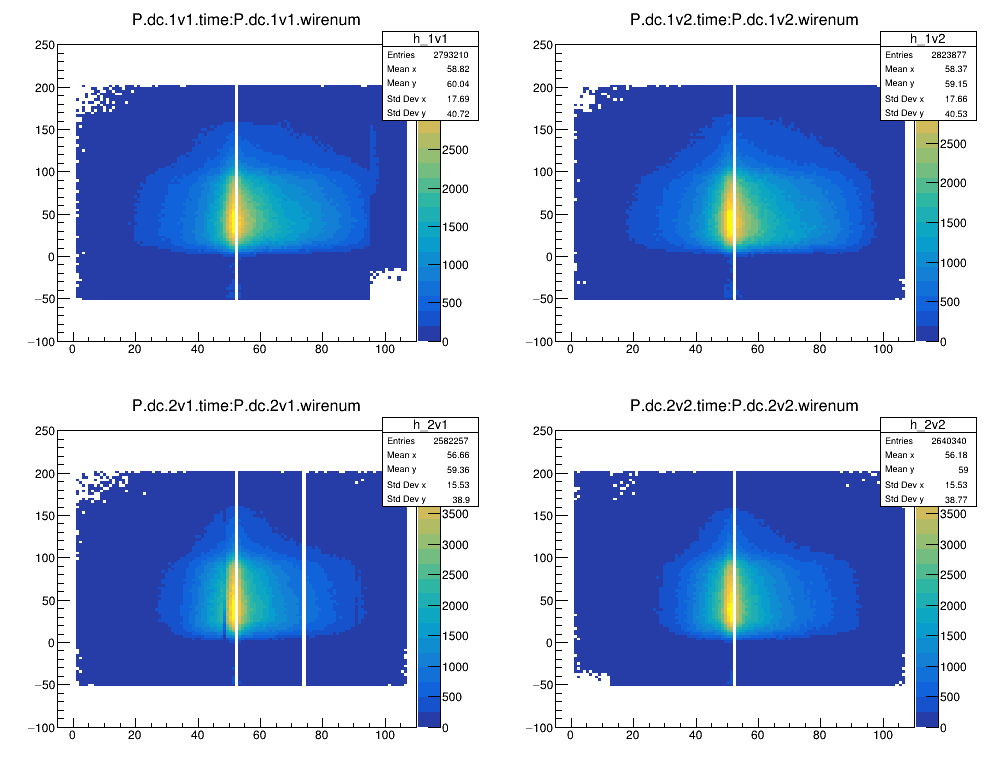 P.dc.1v1.time:P.dc.1v1.wirenum
h_1v1
Entries 2793210
Mean x 58.82
Mean y 60.04
Std Dev x 17.69
Std Dev y 40.72
250
200
150
100
50
0
−50
−100
0 20 40 60 80 100
2500
2000
1500
1000
500
0
P.dc.1v2.time:P.dc.1v2.wirenum
h_1v2
Entries 2823877
Mean x 58.37
Mean y 59.15
Std Dev x 17.66
Std Dev y 40.53
250
200
150
100
50
0
−50
−100
0 20 40 60 80 100
2500
2000
1500
1000
500
0
P.dc.2v1.time:P.dc.2v1.wirenum
h_2v1
Entries 2582257
Mean x 56.66
Mean y 59.36
Std Dev x 15.53
Std Dev y 38.9
250
200
150
100
50
0
−50
−100
0 20 40 60 80 100
3500
3000
2500
2000
1500
1000
500
0
P.dc.2v2.time:P.dc.2v2.wirenum
h_2v2
Entries 2640340
Mean x 56.18
Mean y 59
Std Dev x 15.53
Std Dev y 38.77
250
200
150
100
50
0
−50
−100
0 20 40 60 80 100
3500
3000
2500
2000
1500
1000
500
0